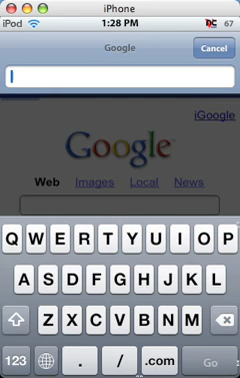 iPhone
iPod 1:28 PM 67
Google Cancel
iGoogle
Google
Web Images Local News
Q W E R T Y U I O P
A S D F G H J K L
Z X C V B N M
123 . / .com Go